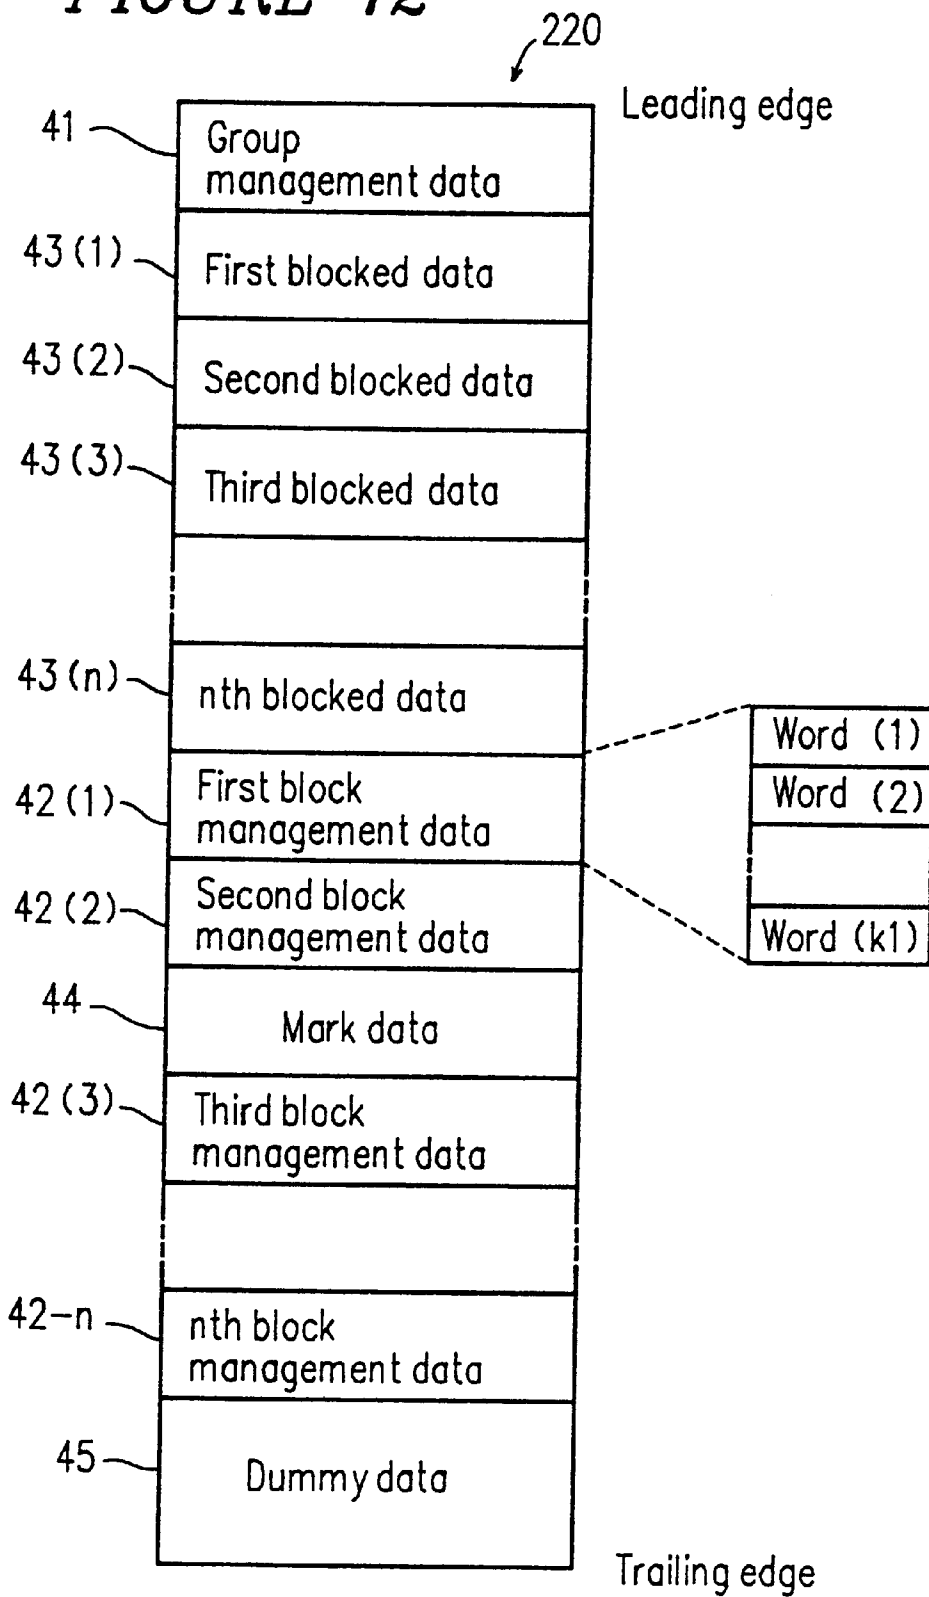 FIGURE 42
220
Leading edge
41
Group
management data
43(1)
First blocked data
43(2)
Second blocked data
43(3)
Third blocked data
43(n)
nth blocked data
42(1)
First block
management data
Word (1)
Word (2)
Word (k1)
42(2)
Second block
management data
44
Mark data
42(3)
Third block
management data
42-n
nth block
management data
45
Dummy data
Trailing edge